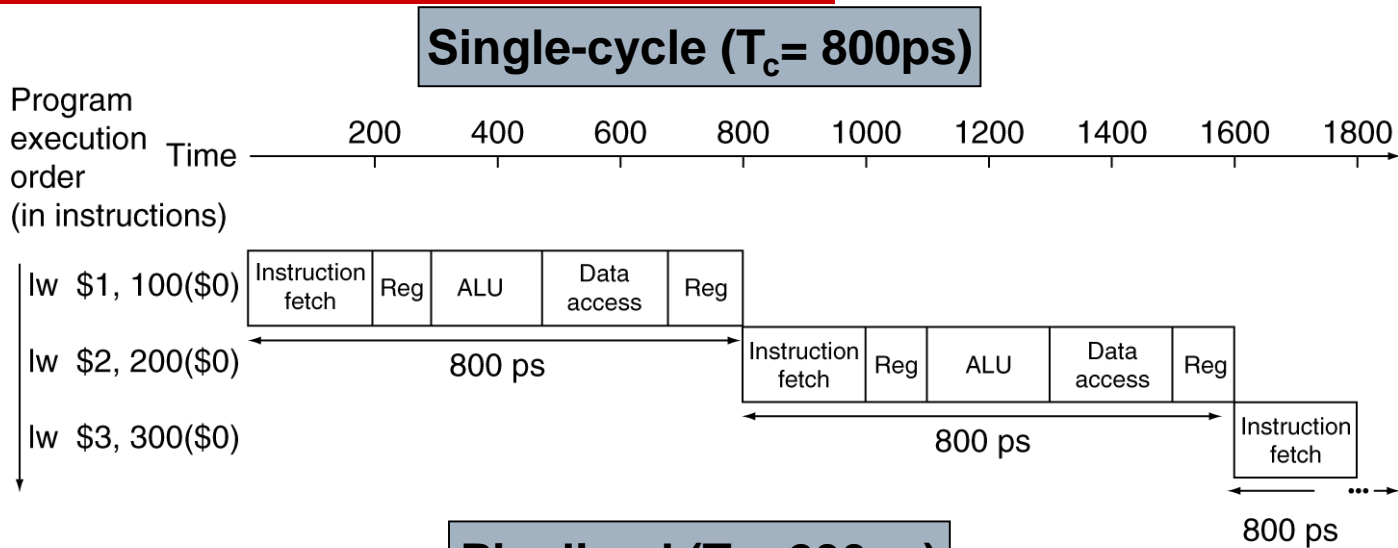 Single-cycle (Tc= 800ps)
Program
execution
order
(in instructions)
Time
200 400 600 800 1000 1200 1400 1600 1800
lw $1, 100($0)
Instruction
fetch
Reg
ALU
Data
access
Reg
800 ps
lw $2, 200($0)
Instruction
fetch
Reg
ALU
Data
access
Reg
800 ps
lw $3, 300($0)
Instruction
fetch
...
800 ps